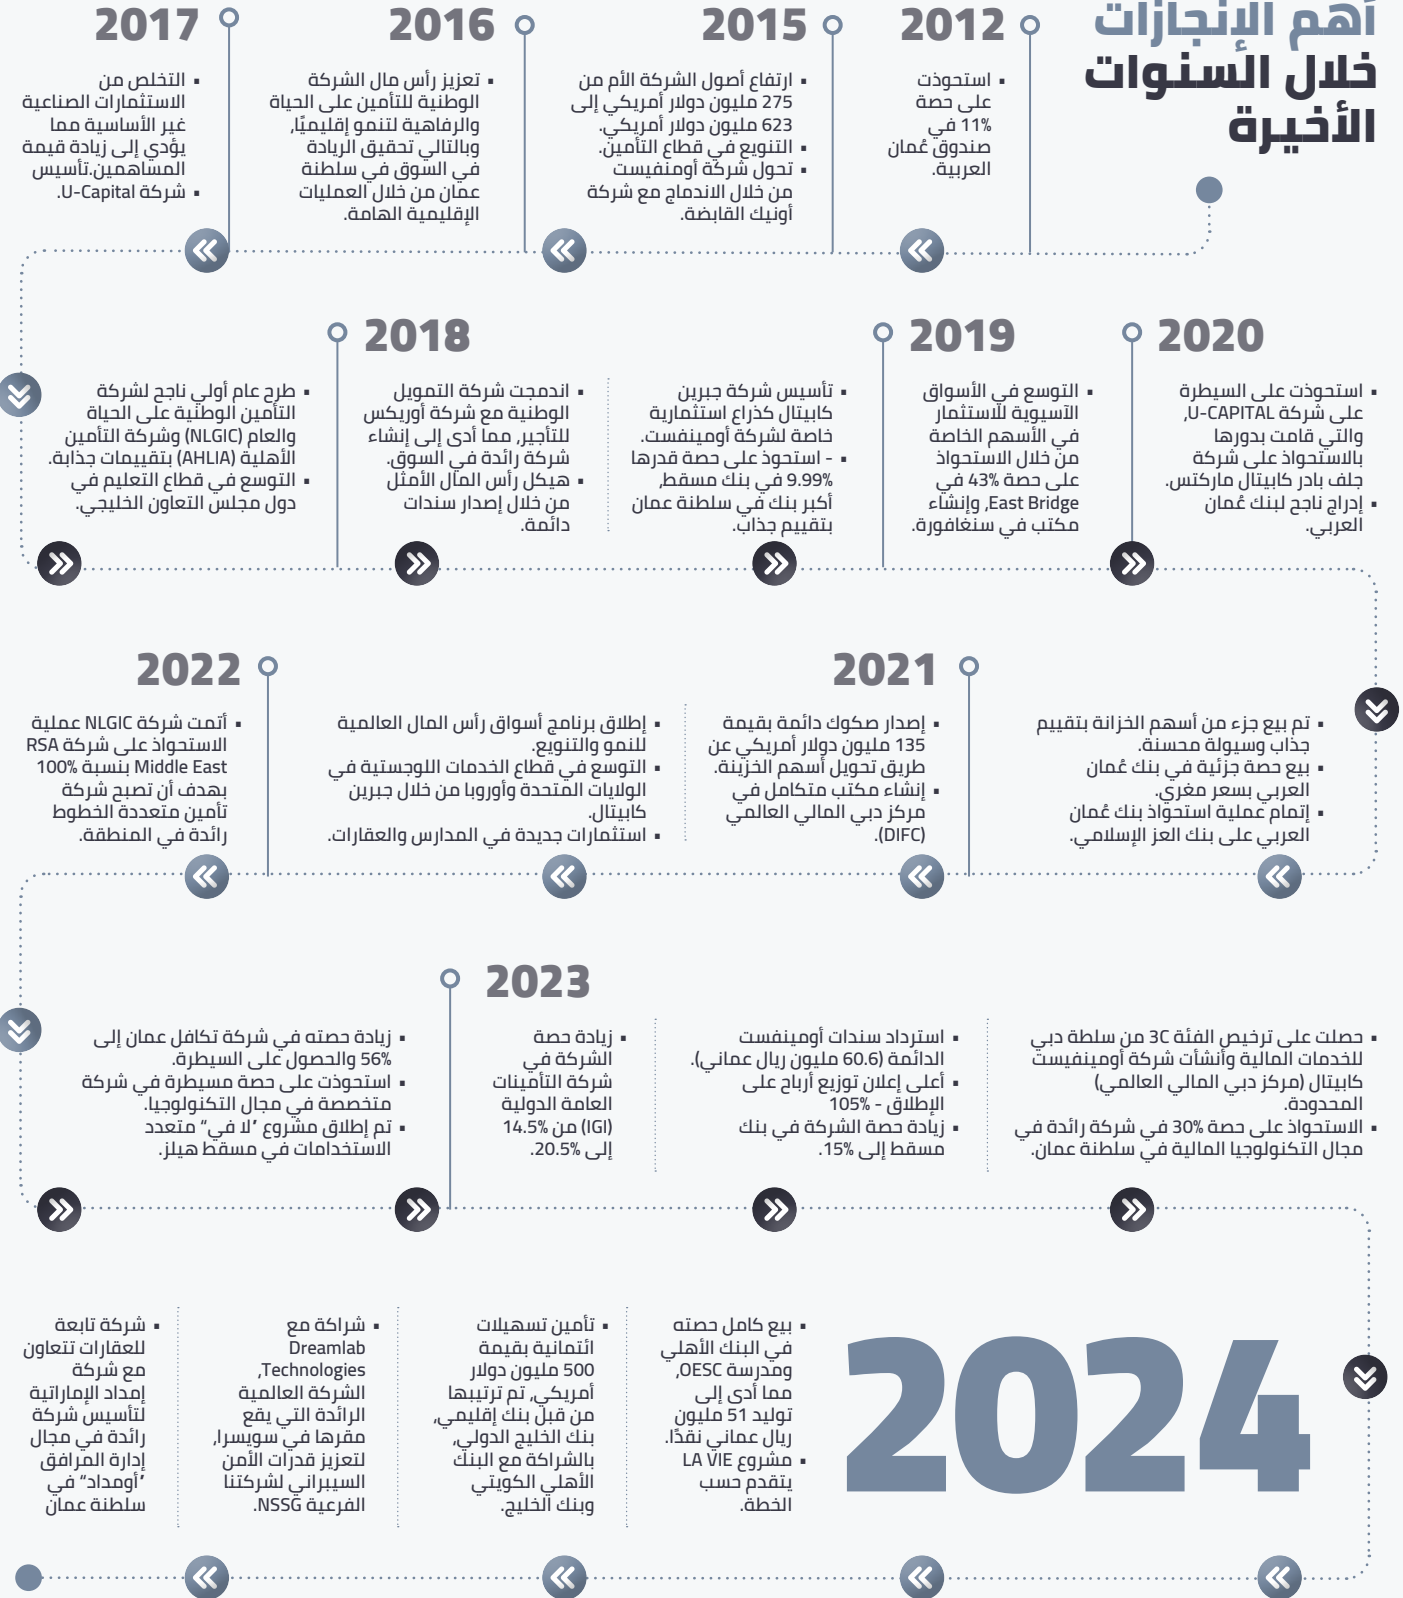 أهم الإنجازات
خلال السنوات
الأخيرة
2012
▪ استحوذت
على حصة
11% في
صندوق عُمان
العربية.
2015
▪ ارتفاع أصول الشركة الأم من
275 مليون دولار أمريكي إلى
623 مليون دولار أمريكي.
▪ التنويع في قطاع التأمين.
▪ تحول شركة أومنفيست
من خلال الاندماج مع شركة
أونيك القابضة.
2016
▪ تعزيز رأس مال الشركة
الوطنية للتأمين على الحياة
والرفاهية لتنمو إقليميًا،
وبالتالي تحقيق الريادة
في السوق في سلطنة
عمان من خلال العمليات
الإقليمية الهامة.
2017
▪ التخلص من
الاستثمارات الصناعية
غير الأساسية مما
يؤدي إلى زيادة قيمة
المساهمين.تأسيس
▪ شركة U-Capital.
2018
▪ طرح عام أولي ناجح لشركة
التأمين الوطنية على الحياة
والعام (NLGIC) وشركة التأمين
الأهلية (AHLIA) بتقييمات جذابة.
▪ التوسع في قطاع التعليم في
دول مجلس التعاون الخليجي.
▪ اندمجت شركة التمويل
الوطنية مع شركة أوريكس
للتأجير، مما أدى إلى إنشاء
شركة رائدة في السوق.
▪ هيكل رأس المال الأمثل
من خلال إصدار سندات
دائمة.
2019
▪ تأسيس شركة جبرين
كابيتال كذراع استثمارية
خاصة لشركة أومينفست.
▪ - استحوذ على حصة قدرها
9.99% في بنك مسقط،
أكبر بنك في سلطنة عمان
بتقييم جذاب.
▪ التوسع في الأسواق
الآسيوية للاستثمار
في الأسهم الخاصة
من خلال الاستحواذ
على حصة 43% في
East Bridge، وإنشاء
مكتب في سنغافورة.
2020
▪ استحوذت على السيطرة
على شركة U-CAPITAL,
والتي قامت بدورها
بالاستحواذ على شركة
جلف بادر كابيتال ماركتس.
▪ إدراج ناجح لبنك عُمان
العربي.
▪ تم بيع جزء من أسهم الخزانة بتقييم
جذاب وسيولة محسنة.
▪ بيع حصة جزئية في بنك عُمان
العربي بسعر مغري.
▪ إتمام عملية استحواذ بنك عُمان
العربي على بنك العز الإسلامي.
2021
▪ إصدار صكوك دائمة بقيمة
135 مليون دولار أمريكي عن
طريق تحويل أسهم الخزينة.
▪ إنشاء مكتب متكامل في
مركز دبي المالي العالمي
(DIFC).
▪ إطلاق برنامج أسواق رأس المال العالمية
للنمو والتنويع.
▪ التوسع في قطاع الخدمات اللوجستية في
الولايات المتحدة وأوروبا من خلال جبرين
كابيتال.
▪ استثمارات جديدة في المدارس والعقارات.
2022
▪ أتمت شركة NLGIC عملية
الاستحواذ على شركة RSA
Middle East بنسبة 100%
بهدف أن تصبح شركة
تأمين متعددة الخطوط
رائدة في المنطقة.
▪ زيادة حصته في شركة تكافل عمان إلى
56% والحصول على السيطرة.
▪ استحوذت على حصة مسيطرة في شركة
متخصصة في مجال التكنولوجيا.
▪ تم إطلاق مشروع "لا في" متعدد
الاستخدامات في مسقط هيلز.
2023
▪ زيادة حصة
الشركة في
شركة التأمينات
العامة الدولية
(IGI) من 14.5%
إلى 20.5%.
▪ استرداد سندات أومينفست
الدائمة (60.6 مليون ريال عماني).
▪ أعلى إعلان توزيع أرباح على
الإطلاق - 105%
▪ زيادة حصة الشركة في بنك
مسقط إلى 15%.
▪ حصلت على ترخيص الفئة 3C من سلطة دبي
للخدمات المالية وأنشأت شركة أومينفيست
كابيتال (مركز دبي المالي العالمي)
المحدودة.
▪ الاستحواذ على حصة 30% في شركة رائدة في
مجال التكنولوجيا المالية في سلطنة عمان.
2024
▪ بيع كامل حصته
في البنك الأهلي
ومدرسة OESC،
مما أدى إلى
توليد 51 مليون
ريال عماني نقدًا.
▪ مشروع LA VIE
يتقدم حسب
الخطة.
▪ تأمين تسهيلات
ائتمانية بقيمة
500 مليون دولار
أمريكي، تم ترتيبها
من قبل بنك إقليمي،
بنك الخليج الدولي،
بالشراكة مع البنك
الأهلي الكويتي
وبنك الخليج.
▪ شراكة مع
Dreamlab
Technologies،
الشركة العالمية
الرائدة التي يقع
مقرها في سويسرا،
لتعزيز قدرات الأمن
السيبراني لشركتنا
الفرعية NSSG.
▪ شركة تابعة
للعقارات تتعاون
مع شركة
إمداد الإماراتية
لتأسيس شركة
رائدة في مجال
إدارة المرافق
"أومداد" في
سلطنة عمان